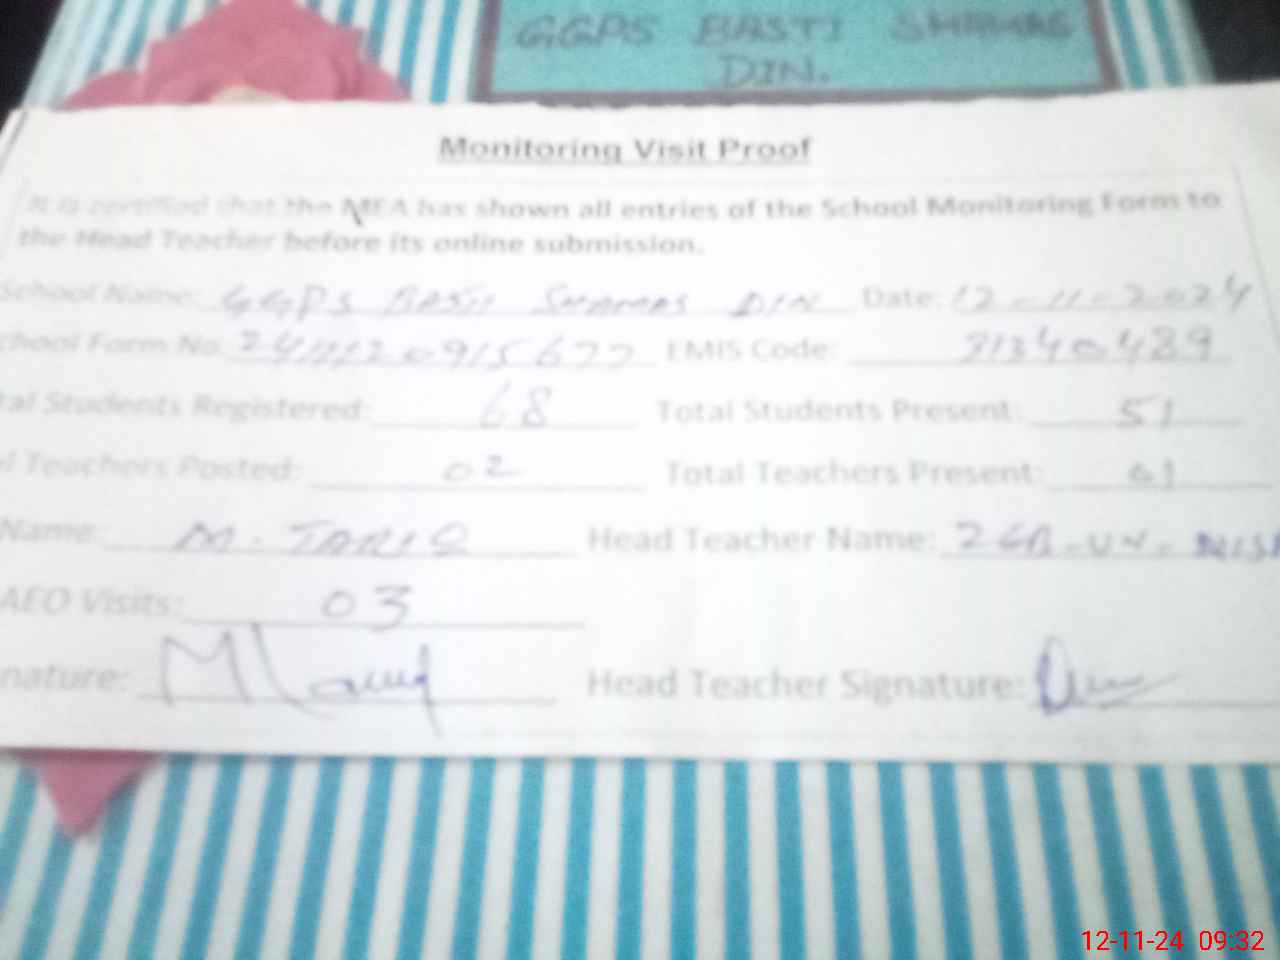 GGPS BASTI SHAMAS
DIN.
Monitoring Visit Proof
It is certified that the MEA has shown all entries of the School Monitoring Form to
the Head Teacher before its online submission.
School Name: GGPS BASTI SHAMAS DIN Date: 12-11-2024
chool Form No. EMIS Code: 31340489
tal Students Registered: 68 Total Students Present: 51
l Teachers Posted: 02 Total Teachers Present: 01
Name: M. TARIQ Head Teacher Name:
AEO Visits: 03
nature: Head Teacher Signature:
12-11-24 09:32